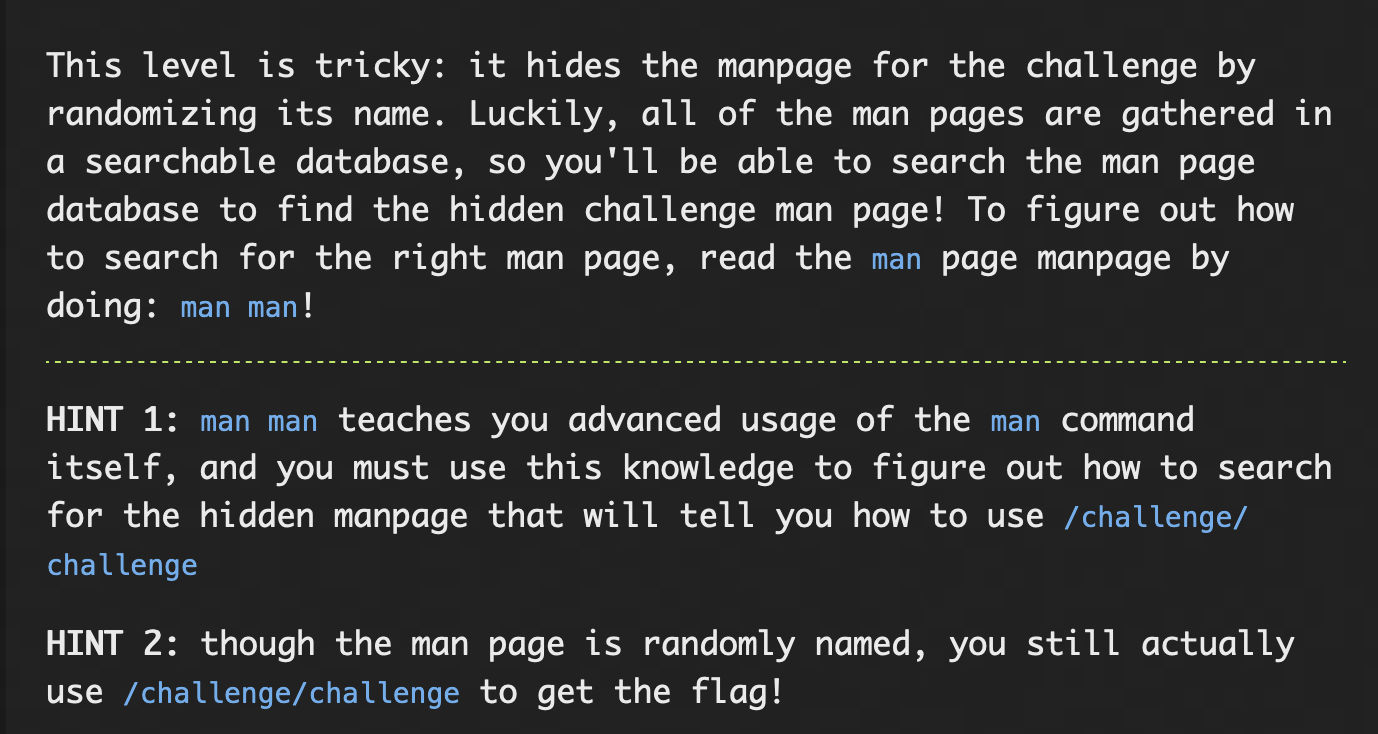 This level is tricky: it hides the manpage for the challenge by
randomizing its name. Luckily, all of the man pages are gathered in
a searchable database, so you'll be able to search the man page
database to find the hidden challenge man page! To figure out how
to search for the right man page, read the man page manpage by
doing: man man!
HINT 1: man man teaches you advanced usage of the man command
itself, and you must use this knowledge to figure out how to search
for the hidden manpage that will tell you how to use /challenge/
challenge
HINT 2: though the man page is randomly named, you still actually
use /challenge/challenge to get the flag!